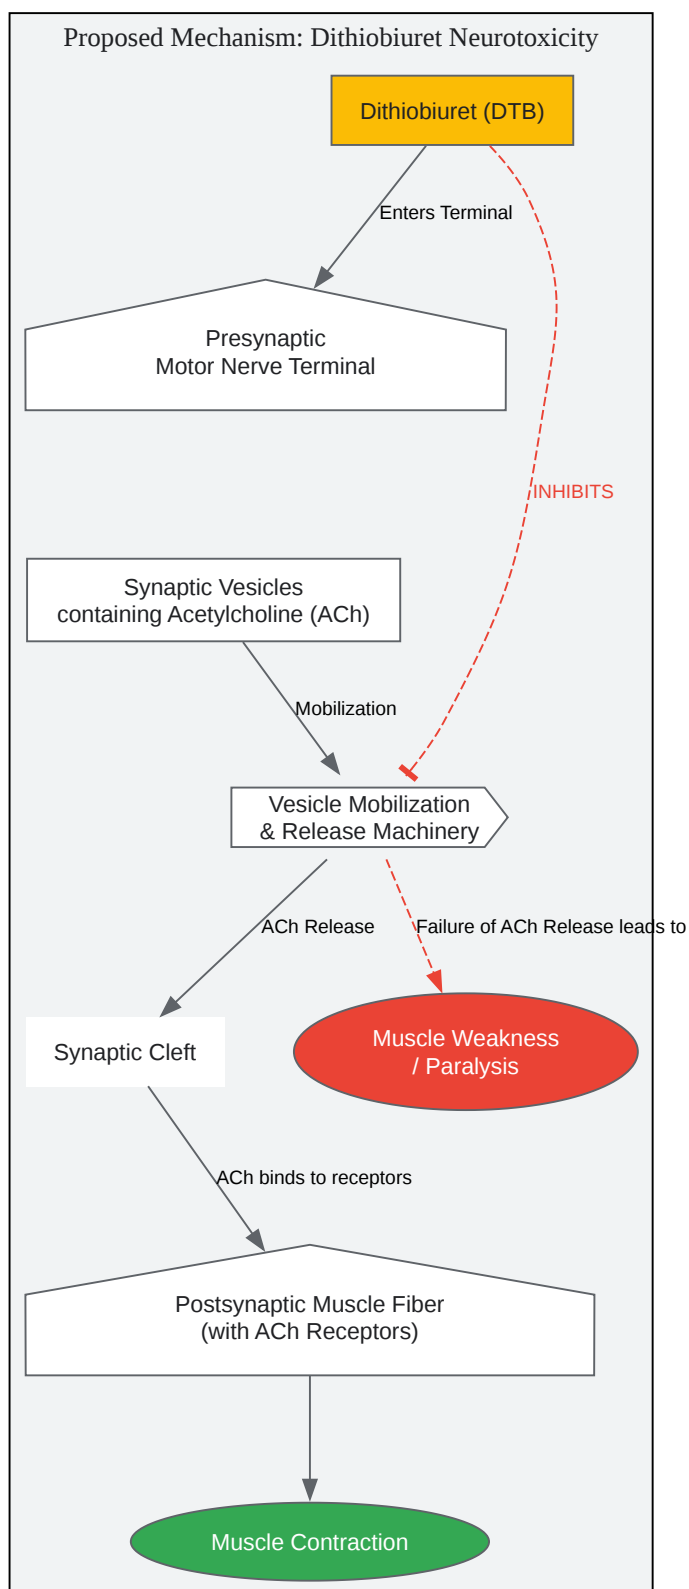 Proposed Mechanism: Dithiobiuret Neurotoxicity
Dithiobiuret (DTB)
Enters Terminal
Presynaptic
Motor Nerve Terminal
INHIBITS
Synaptic Vesicles
containing Acetylcholine (ACh)
Mobilization
Vesicle Mobilization
& Release Machinery
ACh Release
Failure of ACh Release leads to
Synaptic Cleft
Muscle Weakness
/ Paralysis
ACh binds to receptors
Postsynaptic Muscle Fiber
(with ACh Receptors)
Muscle Contraction